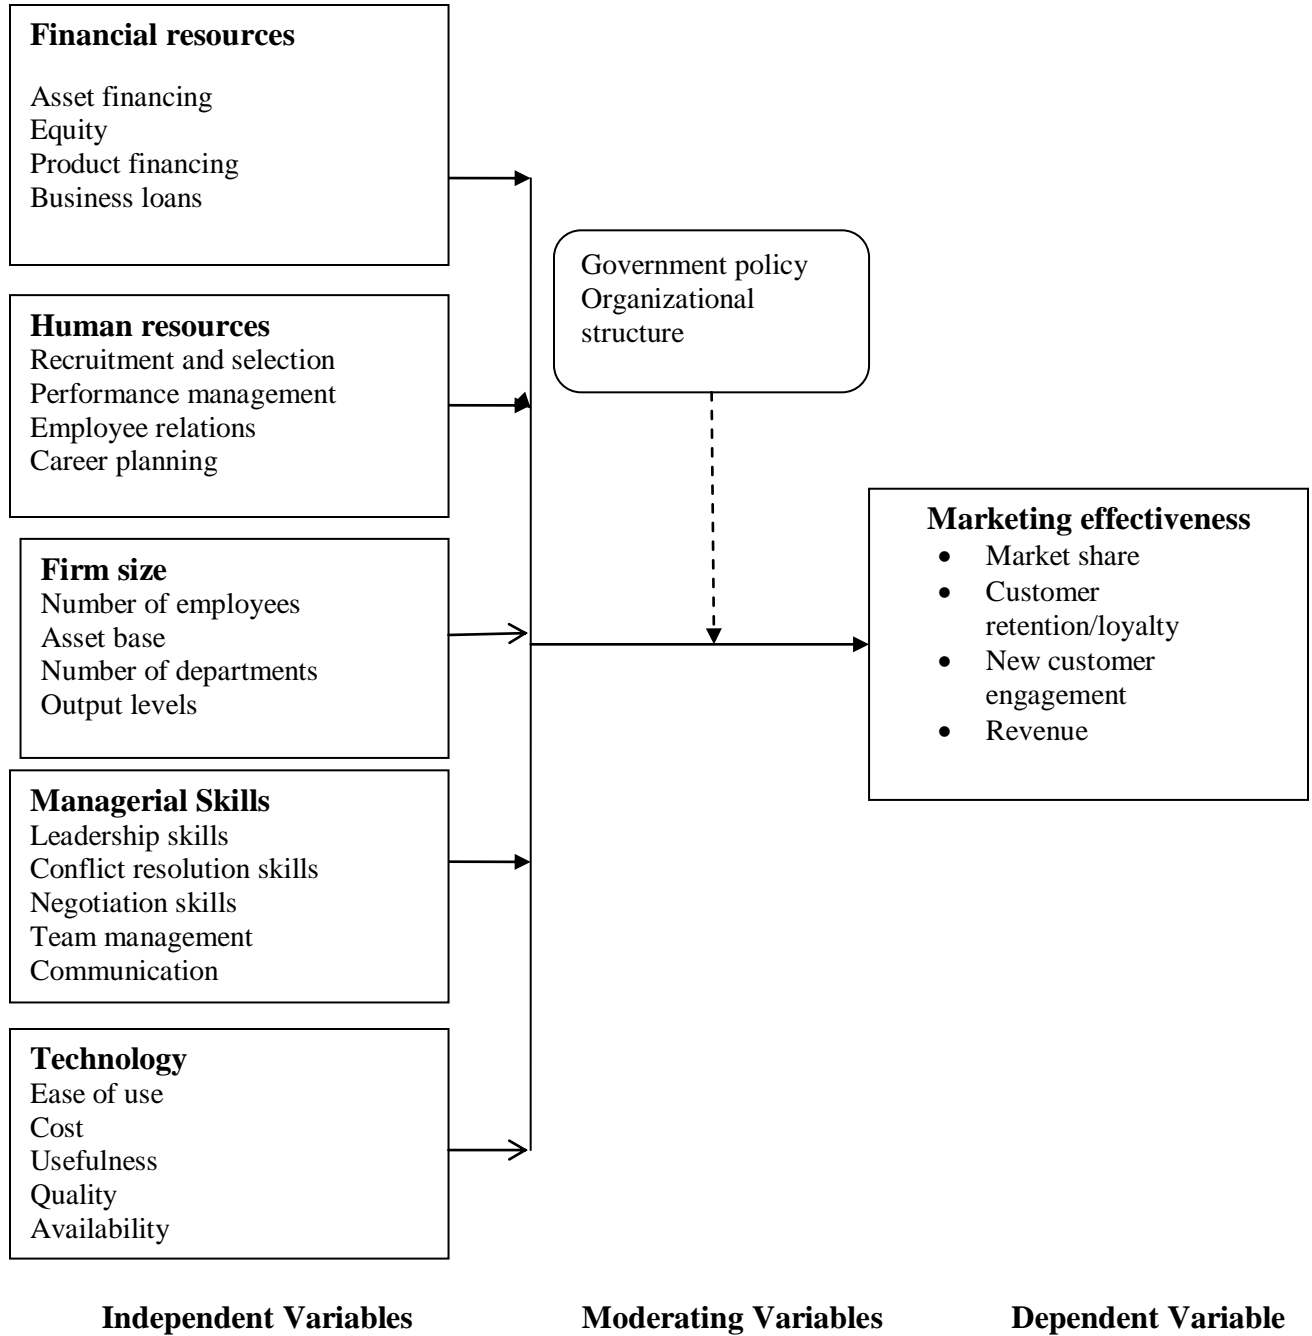 Financial resources
Asset financing
Equity
Product financing
Business loans
Human resources
Recruitment and selection
Performance management
Employee relations
Career planning
Firm size
Number of employees
Asset base
Number of departments
Output levels
Managerial Skills
Leadership skills
Conflict resolution skills
Negotiation skills
Team management
Communication
Technology
Ease of use
Cost
Usefulness
Quality
Availability
Government policy
Organizational
structure
Marketing effectiveness
• Market share
• Customer
retention/loyalty
• New customer
engagement
• Revenue
Independent Variables
Moderating Variables
Dependent Variable